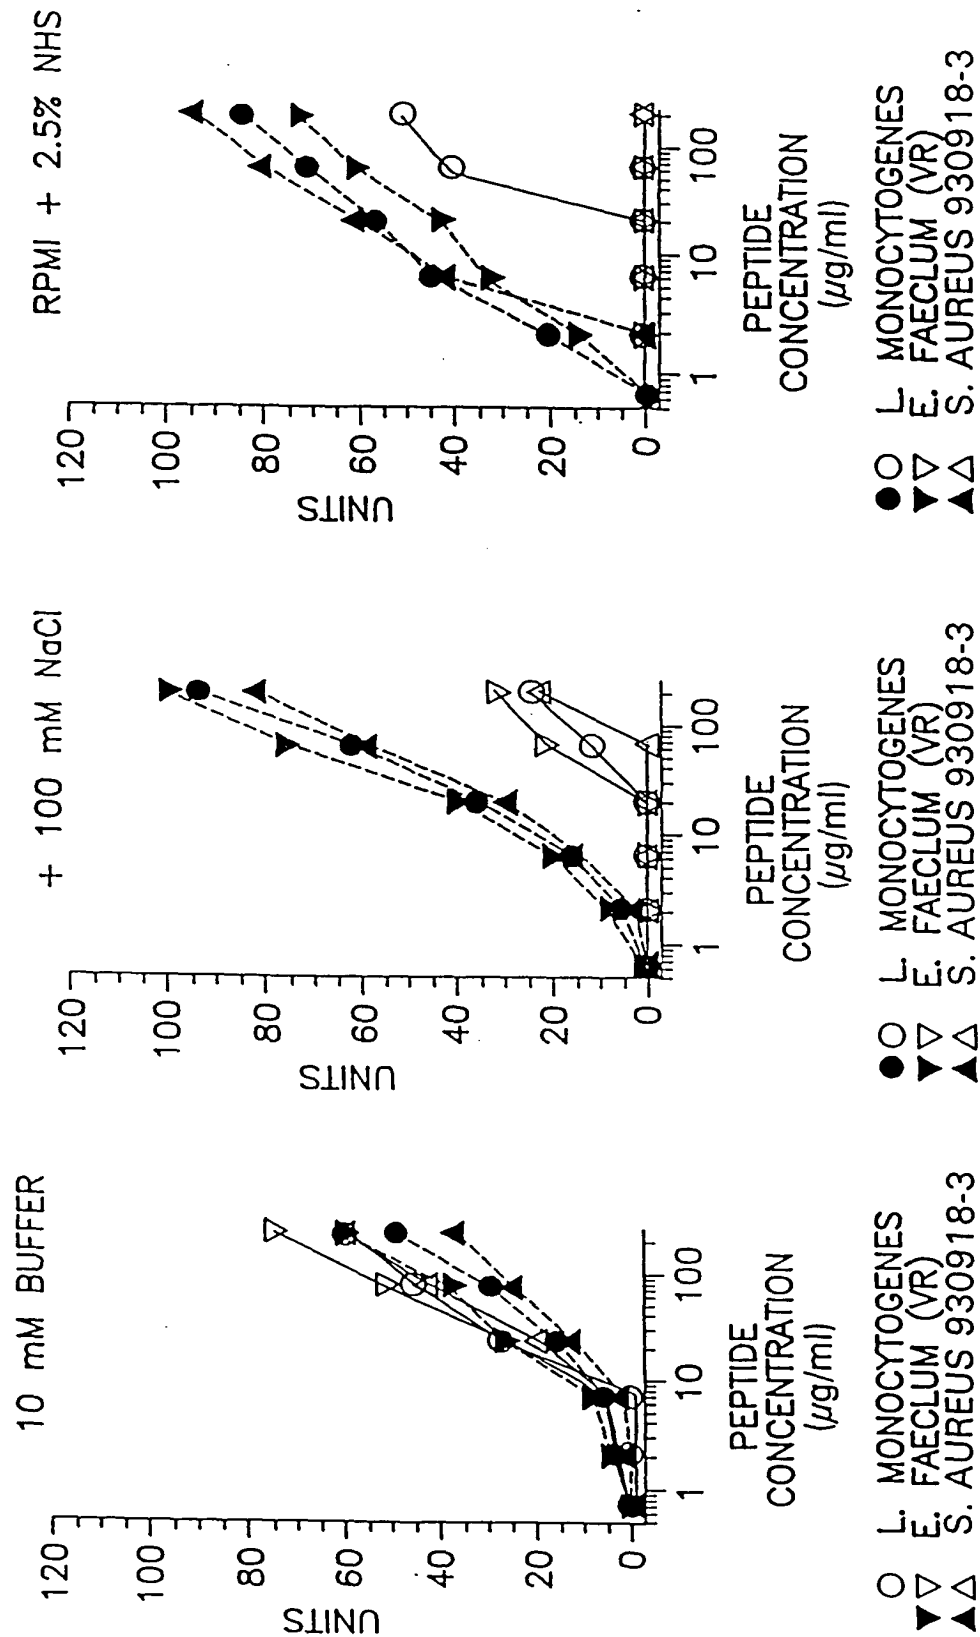 10 mM BUFFER
120
100
80
60
40
20
0
UNITS
1
10
100
PEPTIDE
CONCENTRATION
(µg/ml)
○ L. MONOCYTOGENES
▼▽ E. FAECLUM (VR)
▲△ S. AUREUS 930918-3
+ 100 mM NaCl
120
100
80
60
40
20
0
UNITS
1
10
100
PEPTIDE
CONCENTRATION
(µg/ml)
●○ L. MONOCYTOGENES
▼▽ E. FAECLUM (VR)
▲△ S. AUREUS 930918-3
RPMI + 2.5% NHS
120
100
80
60
40
20
0
UNITS
1
10
100
PEPTIDE
CONCENTRATION
(µg/ml)
●○ L. MONOCYTOGENES
▼▽ E. FAECLUM (VR)
▲△ S. AUREUS 930918-3